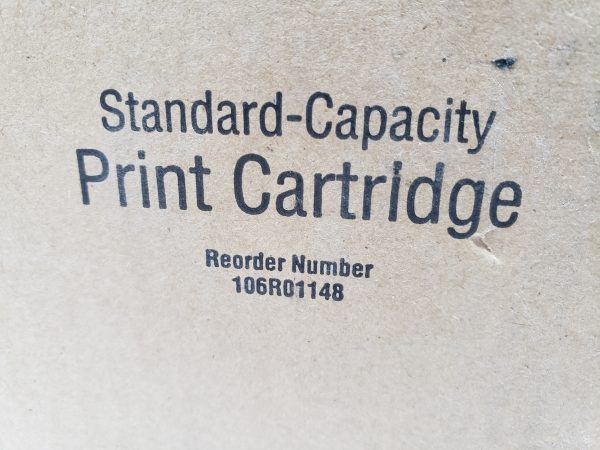 Standard-Capacity
Print Cartridge
Reorder Number
106R01148